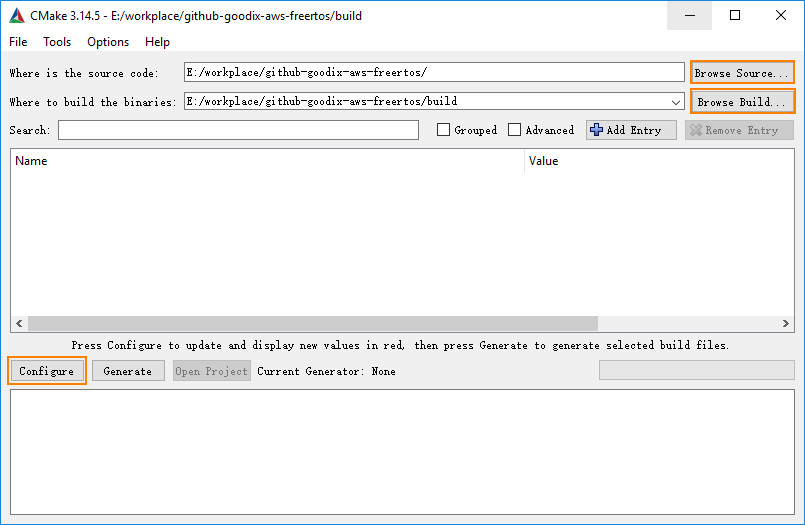 CMake 3.14.5 - E:/workplace/github-goodix-aws-freertos/build
File Tools Options Help
Where is the source code: E:/workplace/github-goodix-aws-freertos/ Browse Source...
Where to build the binaries: E:/workplace/github-goodix-aws-freertos/build Browse Build...
Search: Grouped Advanced Add Entry Remove Entry
Name Value
Press Configure to update and display new values in red, then press Generate to generate selected build files.
Configure Generate Open Project Current Generator: None